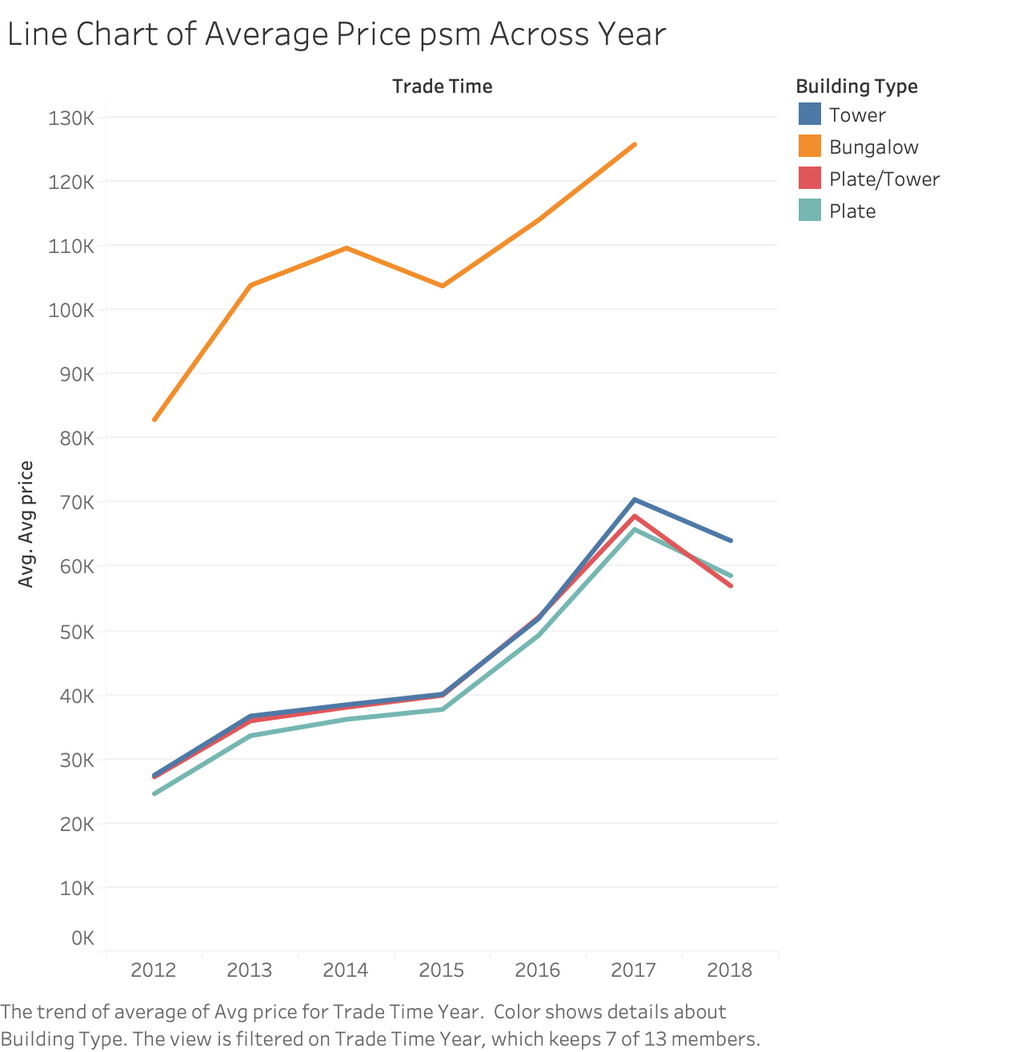 Line Chart of Average Price psm Across Year
Trade Time
Building Type
Tower
Bungalow
Plate/Tower
Plate
Avg. Avg price
130K
120K
110K
100K
90K
80K
70K
60K
50K
40K
30K
20K
10K
0K
2012 2013 2014 2015 2016 2017 2018
The trend of average of Avg price for Trade Time Year.  Color shows details about
Building Type. The view is filtered on Trade Time Year, which keeps 7 of 13 members.